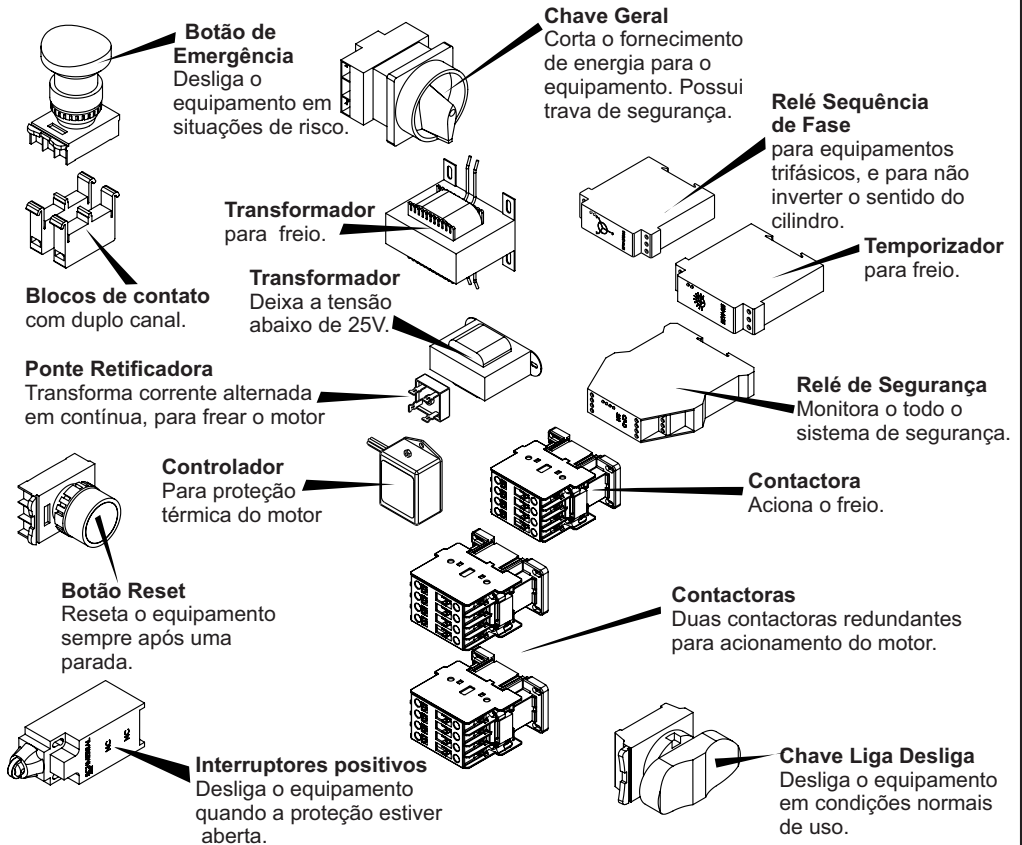 Botão de
Emergência
Desliga o
equipamento em
situações de risco.
Chave Geral
Corta o fornecimento
de energia para o
equipamento. Possui
trava de segurança.
Relé Sequência
de Fase
para equipamentos
trifásicos, e para não
inverter o sentido do
cilindro.
Transformador
para freio.
Temporizador
para freio.
Blocos de contato
com duplo canal.
Transformador
Deixa a tensão
abaixo de 25V.
Ponte Retificadora
Transforma corrente alternada
em contínua, para frear o motor
Relé de Segurança
Monitora o todo o
sistema de segurança.
Controlador
Para proteção
térmica do motor
Contactora
Aciona o freio.
Botão Reset
Reseta o equipamento
sempre após uma
parada.
Contactoras
Duas contactoras redundantes
para acionamento do motor.
NC
NC
Interruptores positivos
Desliga o equipamento
quando a proteção estiver
aberta.
Chave Liga Desliga
Desliga o equipamento
em condições normais
de uso.